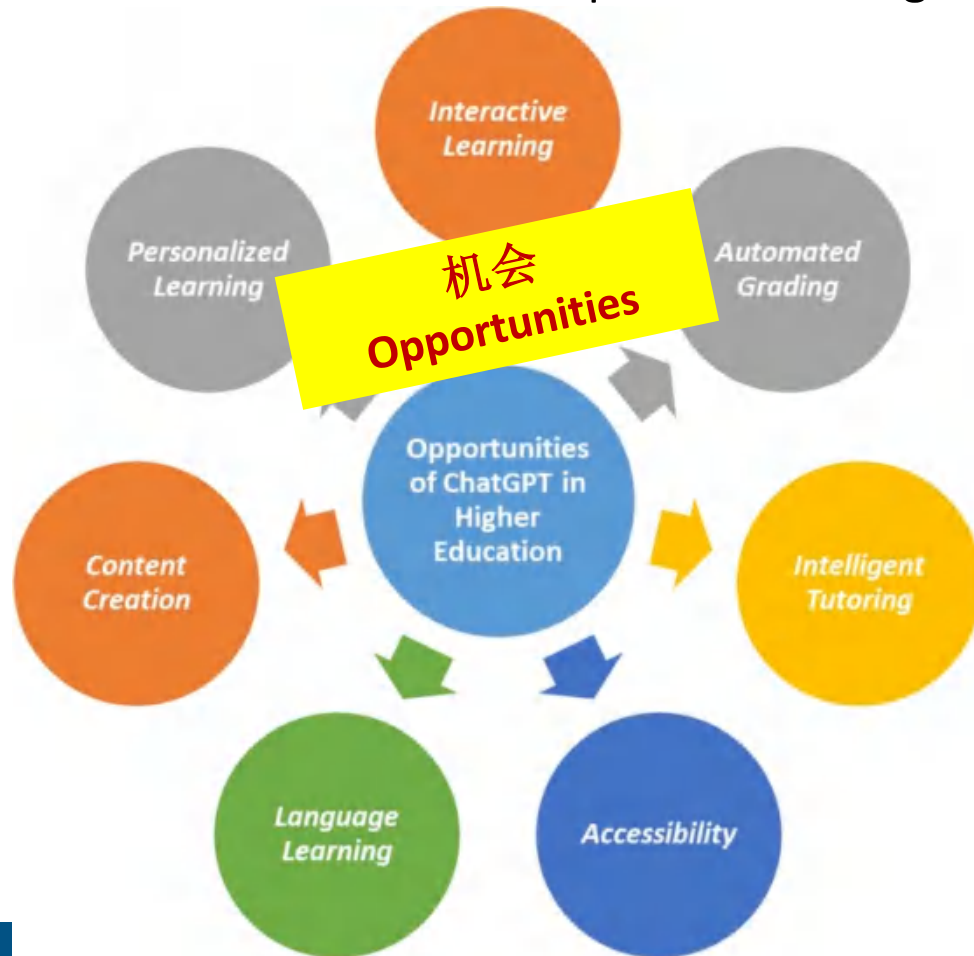 Interactive
Learning
Personalized
Learning
机会
Opportunities
Automated
Grading
Opportunities
of ChatGPT in
Higher
Education
Content
Creation
Intelligent
Tutoring
Language
Learning
Accessibility